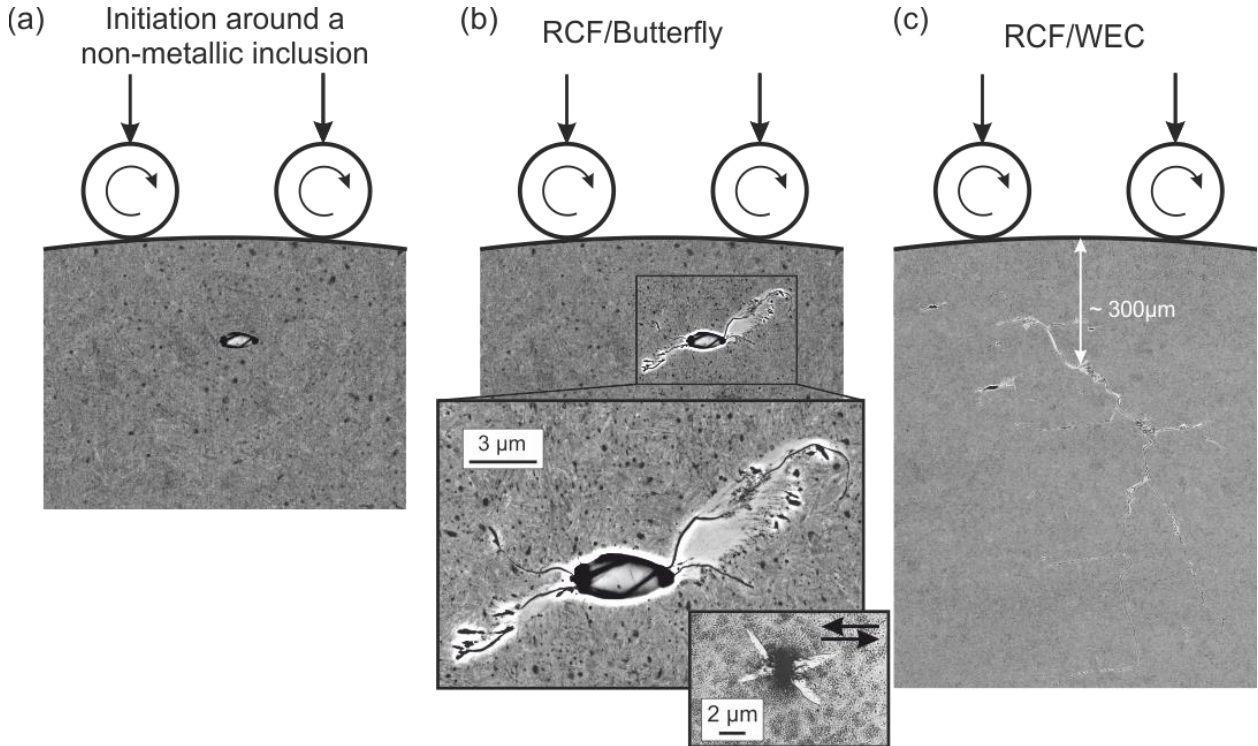 (a)
Initiation around a
non-metallic inclusion
(b)
RCF/Butterfly
3 μm
2 μm
(c)
RCF/WEC
~ 300μm